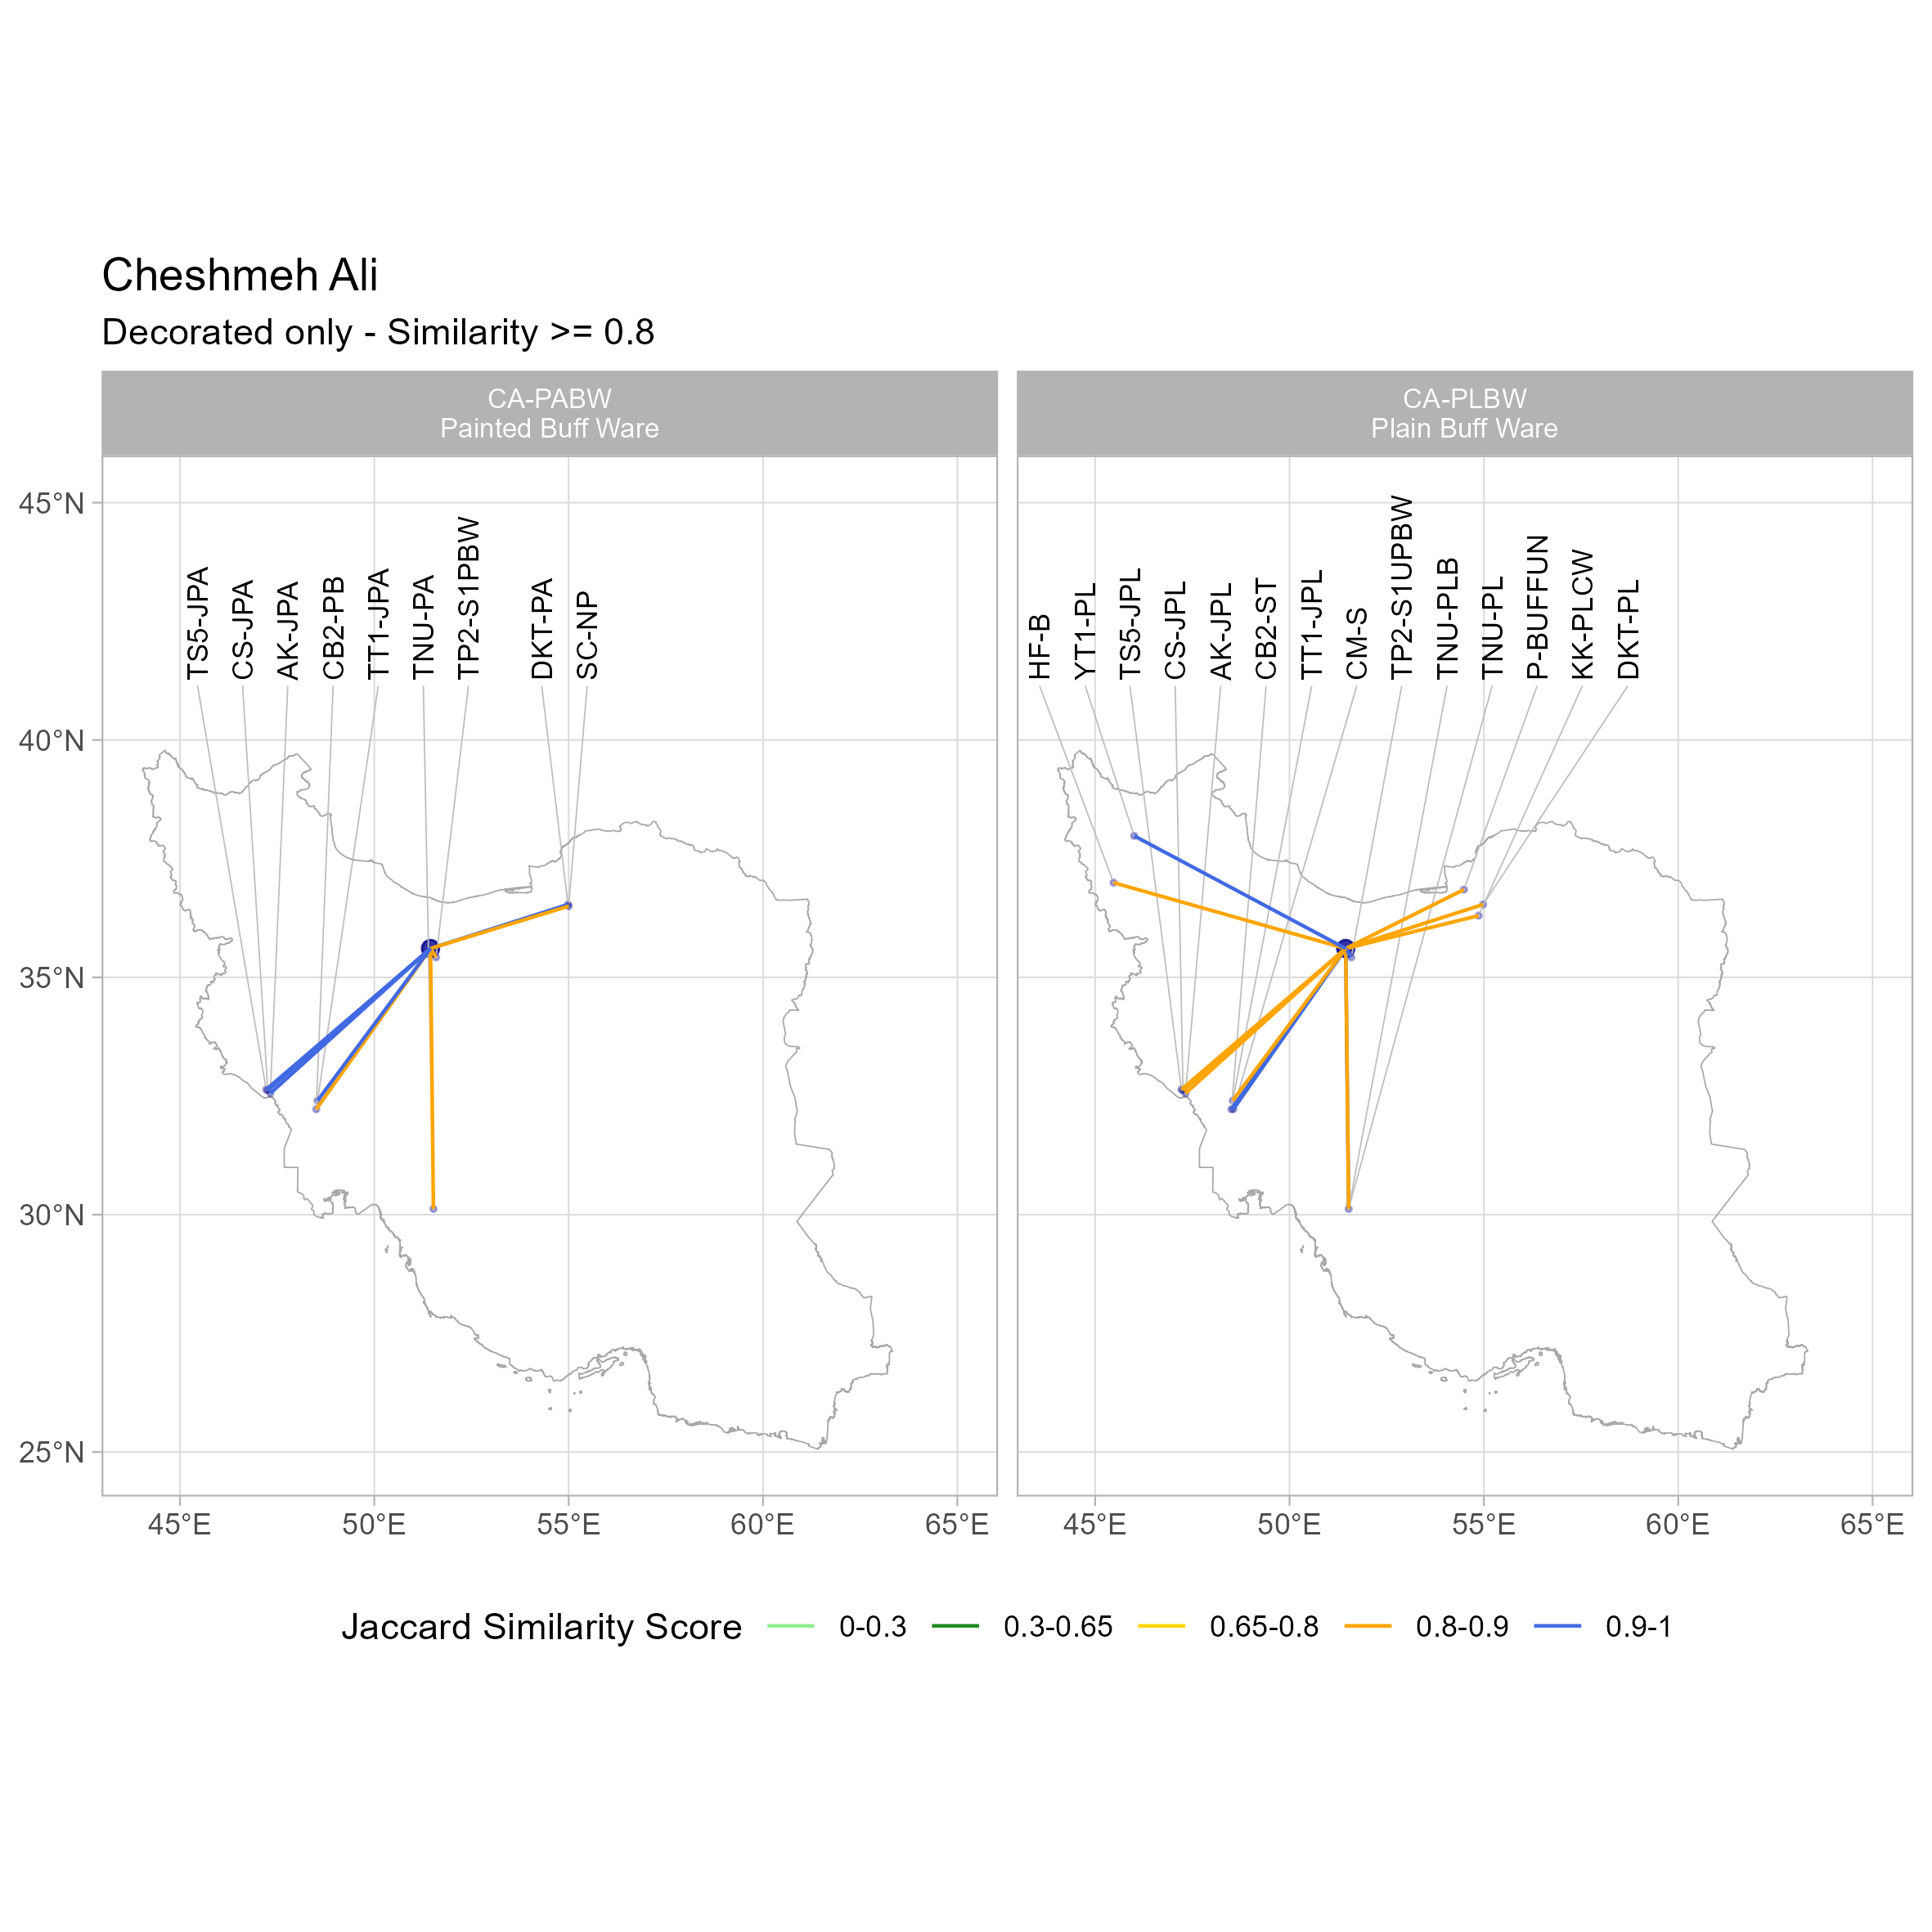 Cheshmeh Ali
Decorated only - Similarity >= 0.8
CA-PABW
Painted Buff Ware
CA-PLBW
Plain Buff Ware
TS5-JPA
CS-JPA
AK-JPA
CB2-PB
TT1-JPA
TNU-PA
TP2-S1PBW
DKT-PA
SC-NP
HF-B
YT1-PL
TS5-JPL
CS-JPL
AK-JPL
CB2-ST
TT1-JPL
CM-S
TP2-S1UPBW
TNU-PLB
TNU-PL
P-BUFFUN
KK-PLCW
DKT-PL
45°N
40°N
35°N
30°N
25°N
45°E 50°E 55°E 60°E 65°E
45°E 50°E 55°E 60°E 65°E
Jaccard Similarity Score 0-0.3 0.3-0.65 0.65-0.8 0.8-0.9 0.9-1